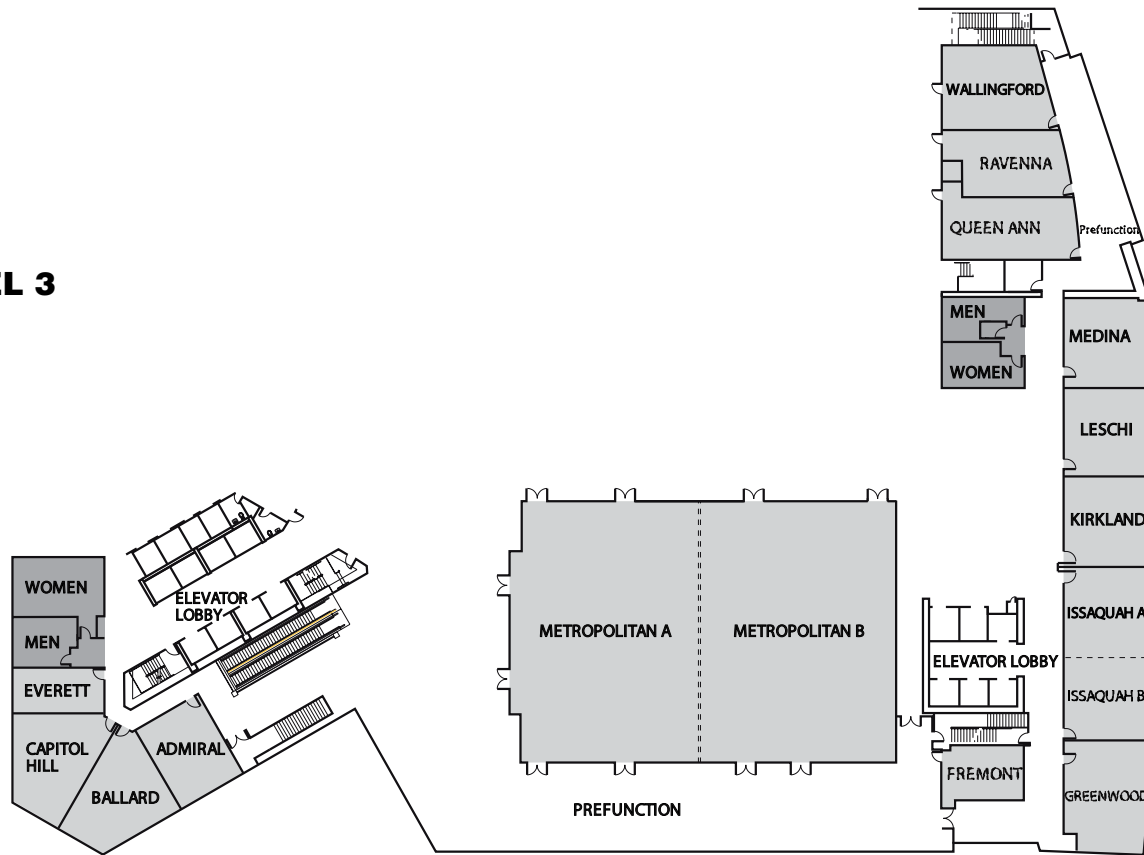 WALLINGFORD
RAVENNA
QUEEN ANN
Prefunction
L 3
MEN
WOMEN
MEDINA
LESCHI
KIRKLAND
ISSAQUAH A
ISSAQUAH B
GREENWOOD
WOMEN
MEN
EVERETT
CAPITOL
HILL
BALLARD
ADMIRAL
ELEVATOR
LOBBY
METROPOLITAN A
METROPOLITAN B
ELEVATOR LOBBY
FREMONT
PREFUNCTION